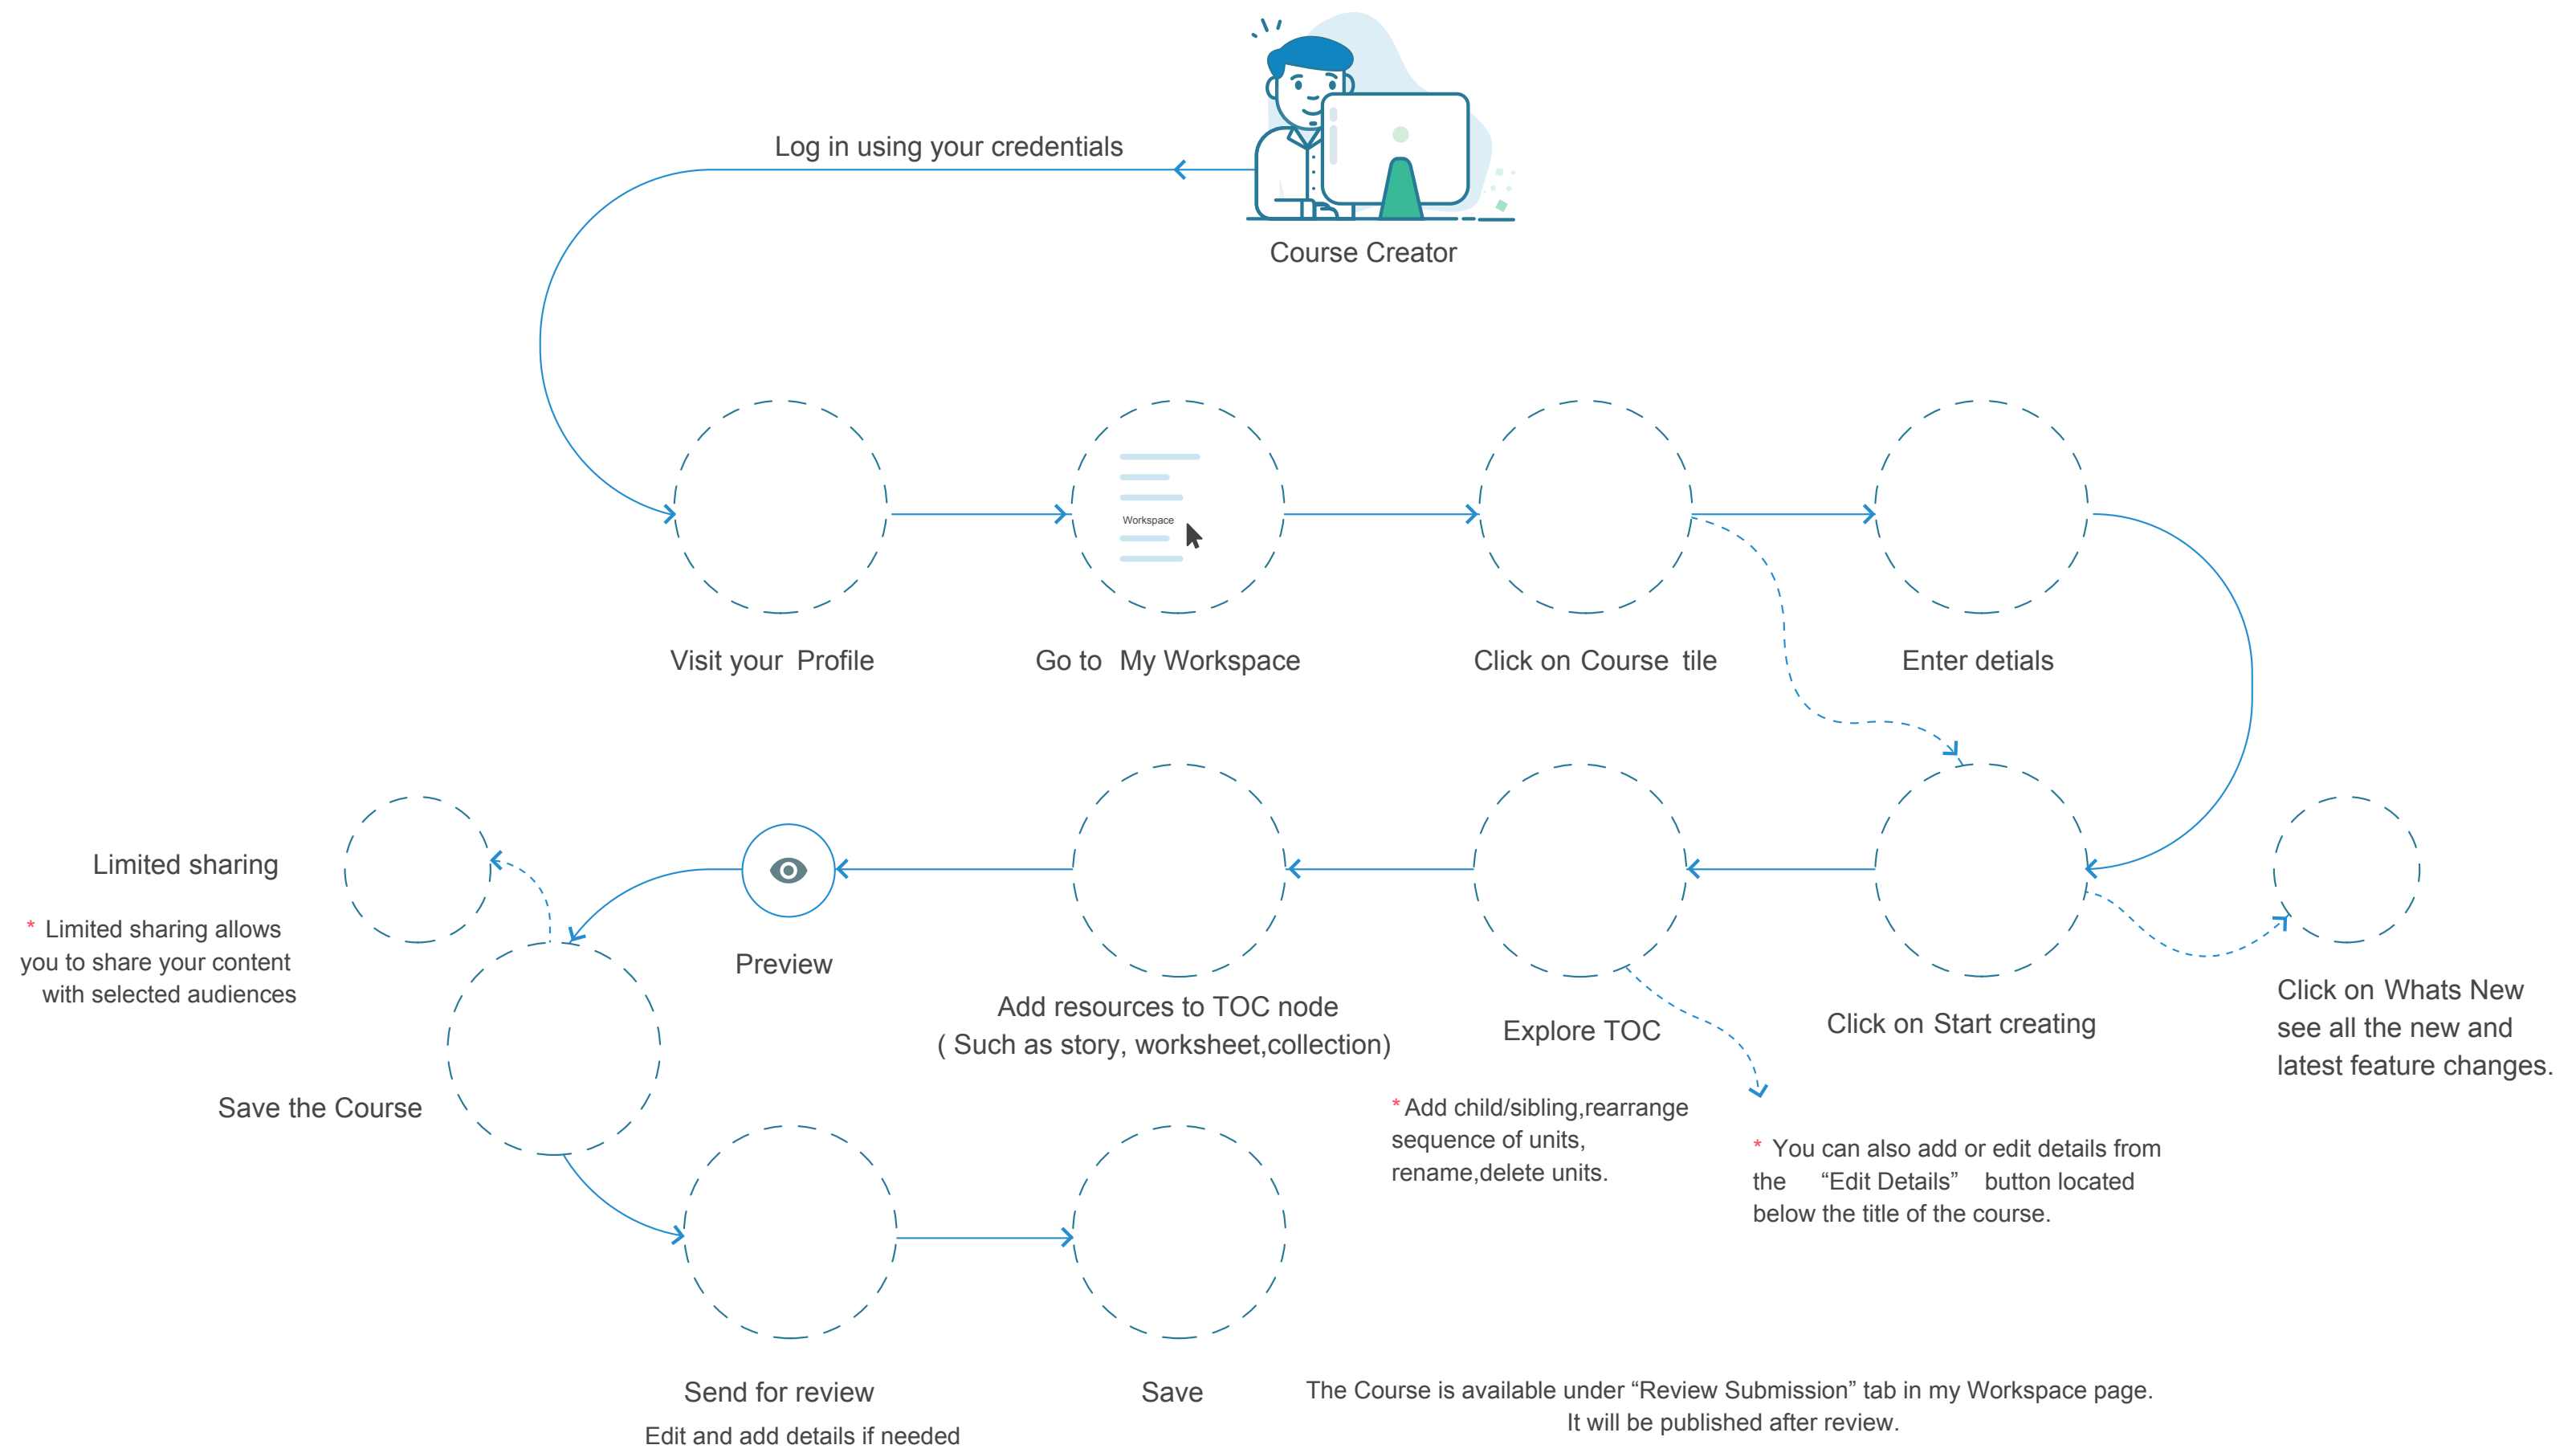 Log in using your credentials
Course Creator
Workspace
Visit your Profile
Go to My Workspace
Click on Course tile
Enter detials
Limited sharing
* Limited sharing allows
you to share your content
with selected audiences
Save the Course
Preview
Add resources to TOC node
( Such as story, worksheet,collection)
Explore TOC
* Add child/sibling,rearrange
sequence of units,
rename,delete units.
Click on Start creating
* You can also add or edit details from
the “Edit Details” button located
below the title of the course.
Click on Whats New
see all the new and
latest feature changes.
Send for review
Edit and add details if needed
Save
The Course is available under “Review Submission” tab in my Workspace page.
It will be published after review.